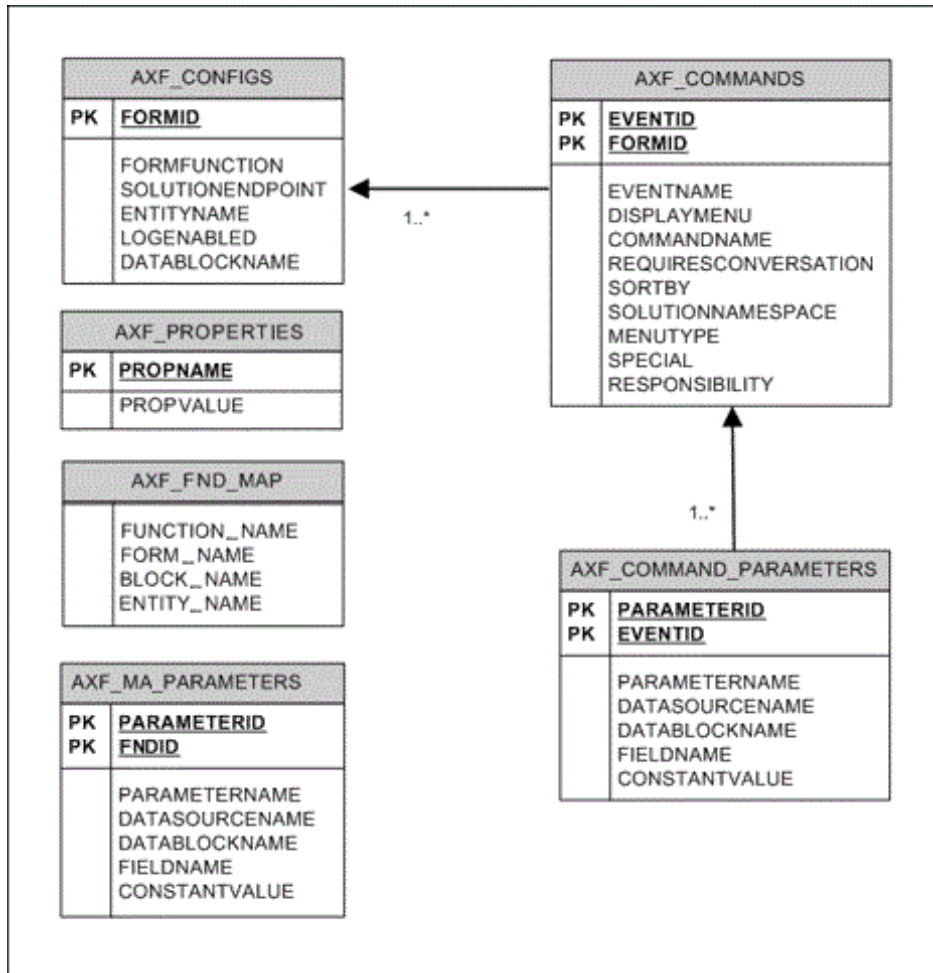 AXF_CONFIGS
PK FORMID
FORMFUNCTION
SOLUTIONENDPOINT
ENTITYNAME
LOGENABLED
DATABLOCKNAME
1..*
AXF_COMMANDS
PK EVENTID
PK FORMID
EVENTNAME
DISPLAYMENU
COMMANDNAME
REQUIRESCONVERSATION
SORTBY
SOLUTIONNAMESPACE
MENUTYPE
SPECIAL
RESPONSIBILITY
AXF_PROPERTIES
PK PROPNAME
PROPVALUE
AXF_FND_MAP
FUNCTION_NAME
FORM_NAME
BLOCK_NAME
ENTITY_NAME
1..*
AXF_COMMAND_PARAMETERS
PK PARAMETERID
PK EVENTID
PARAMETERNAME
DATASOURCENAME
DATABLOCKNAME
FIELDNAME
CONSTANTVALUE
AXF_MA_PARAMETERS
PK PARAMETERID
PK FNDID
PARAMETERNAME
DATASOURCENAME
DATABLOCKNAME
FIELDNAME
CONSTANTVALUE